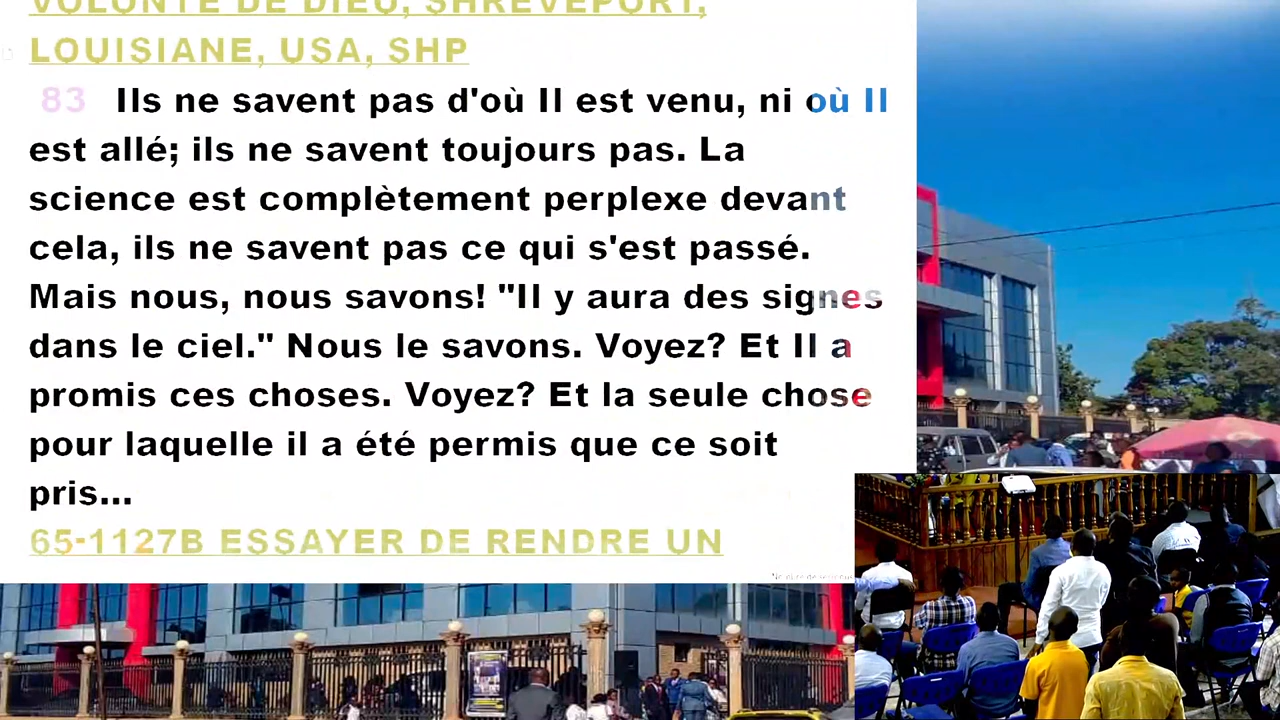 VOLONTÉ DE DIEU, SHREVEPORT,
LOUISIANE, USA, SHP
83 Ils ne savent pas d'où Il est venu, ni où Il
est allé; ils ne savent toujours pas. La
science est complètement perplexe devant
cela, ils ne savent pas ce qui s'est passé.
Mais nous, nous savons! "Il y aura des signes
dans le ciel." Nous le savons. Voyez? Et Il a
promis ces choses. Voyez? Et la seule chose
pour laquelle il a été permis que ce soit
pris...
65-1127B ESSAYER DE RENDRE UN